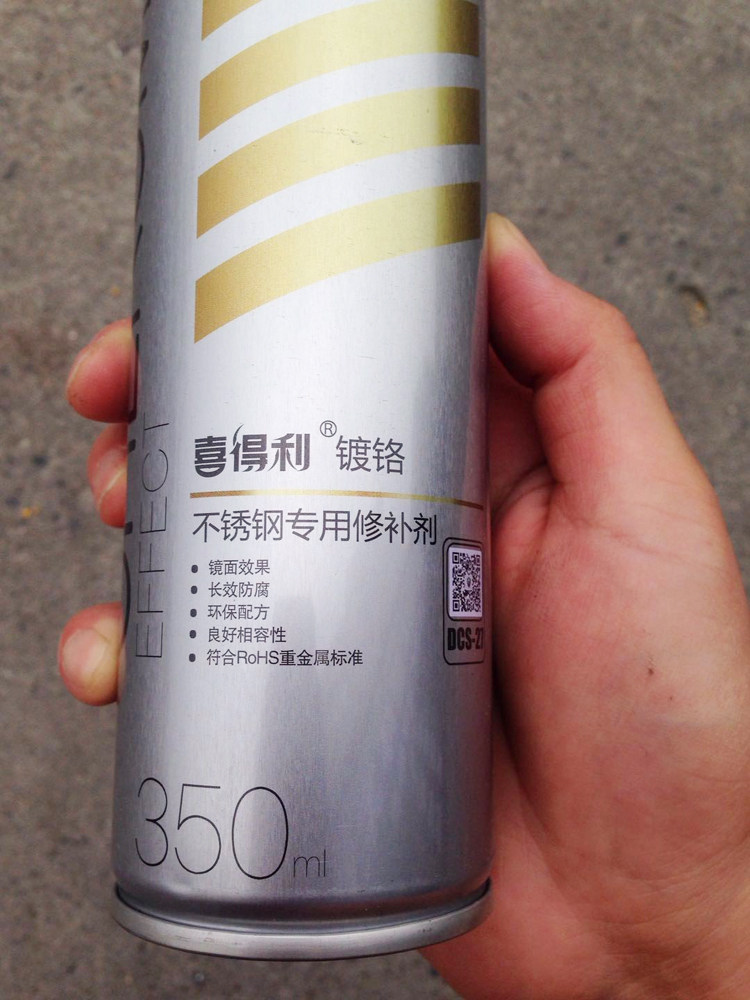 喜得利® 镀铬
不锈钢专用修补剂
• 镜面效果
• 长效防腐
• 环保配方
• 良好相容性
• 符合RoHS重金属标准
EFFECT
350ml